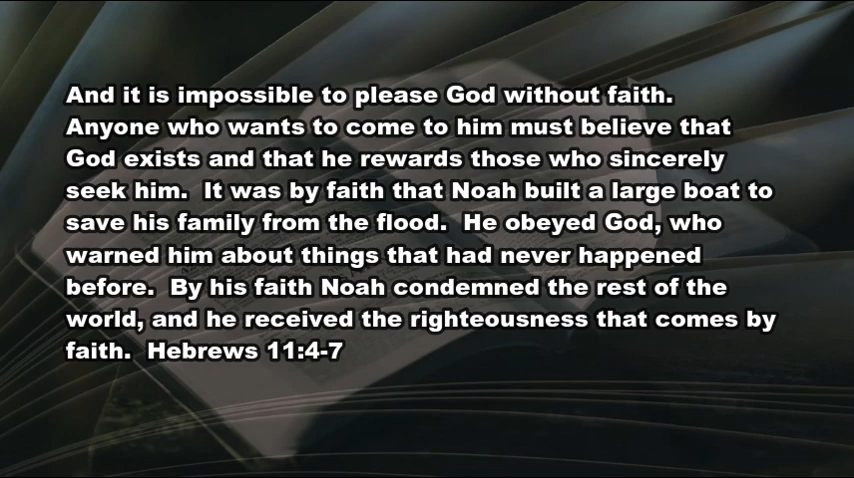 And it is impossible to please God without faith.
Anyone who wants to come to him must believe that
God exists and that he rewards those who sincerely
seek him.  It was by faith that Noah built a large boat to
save his family from the flood.  He obeyed God, who
warned him about things that had never happened
before.  By his faith Noah condemned the rest of the
world, and he received the righteousness that comes by
faith.  Hebrews 11:4-7